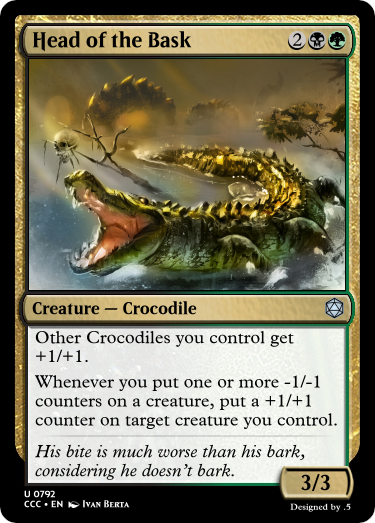 Head of the Bask
2
Creature — Crocodile
Other Crocodiles you control get
+1/+1.
Whenever you put one or more -1/-1
counters on a creature, put a +1/+1
counter on target creature you control.
His bite is much worse than his bark,
considering he doesn't bark.
3/3
U 0792
CCC • EN Ivan Berta
Designed by .5